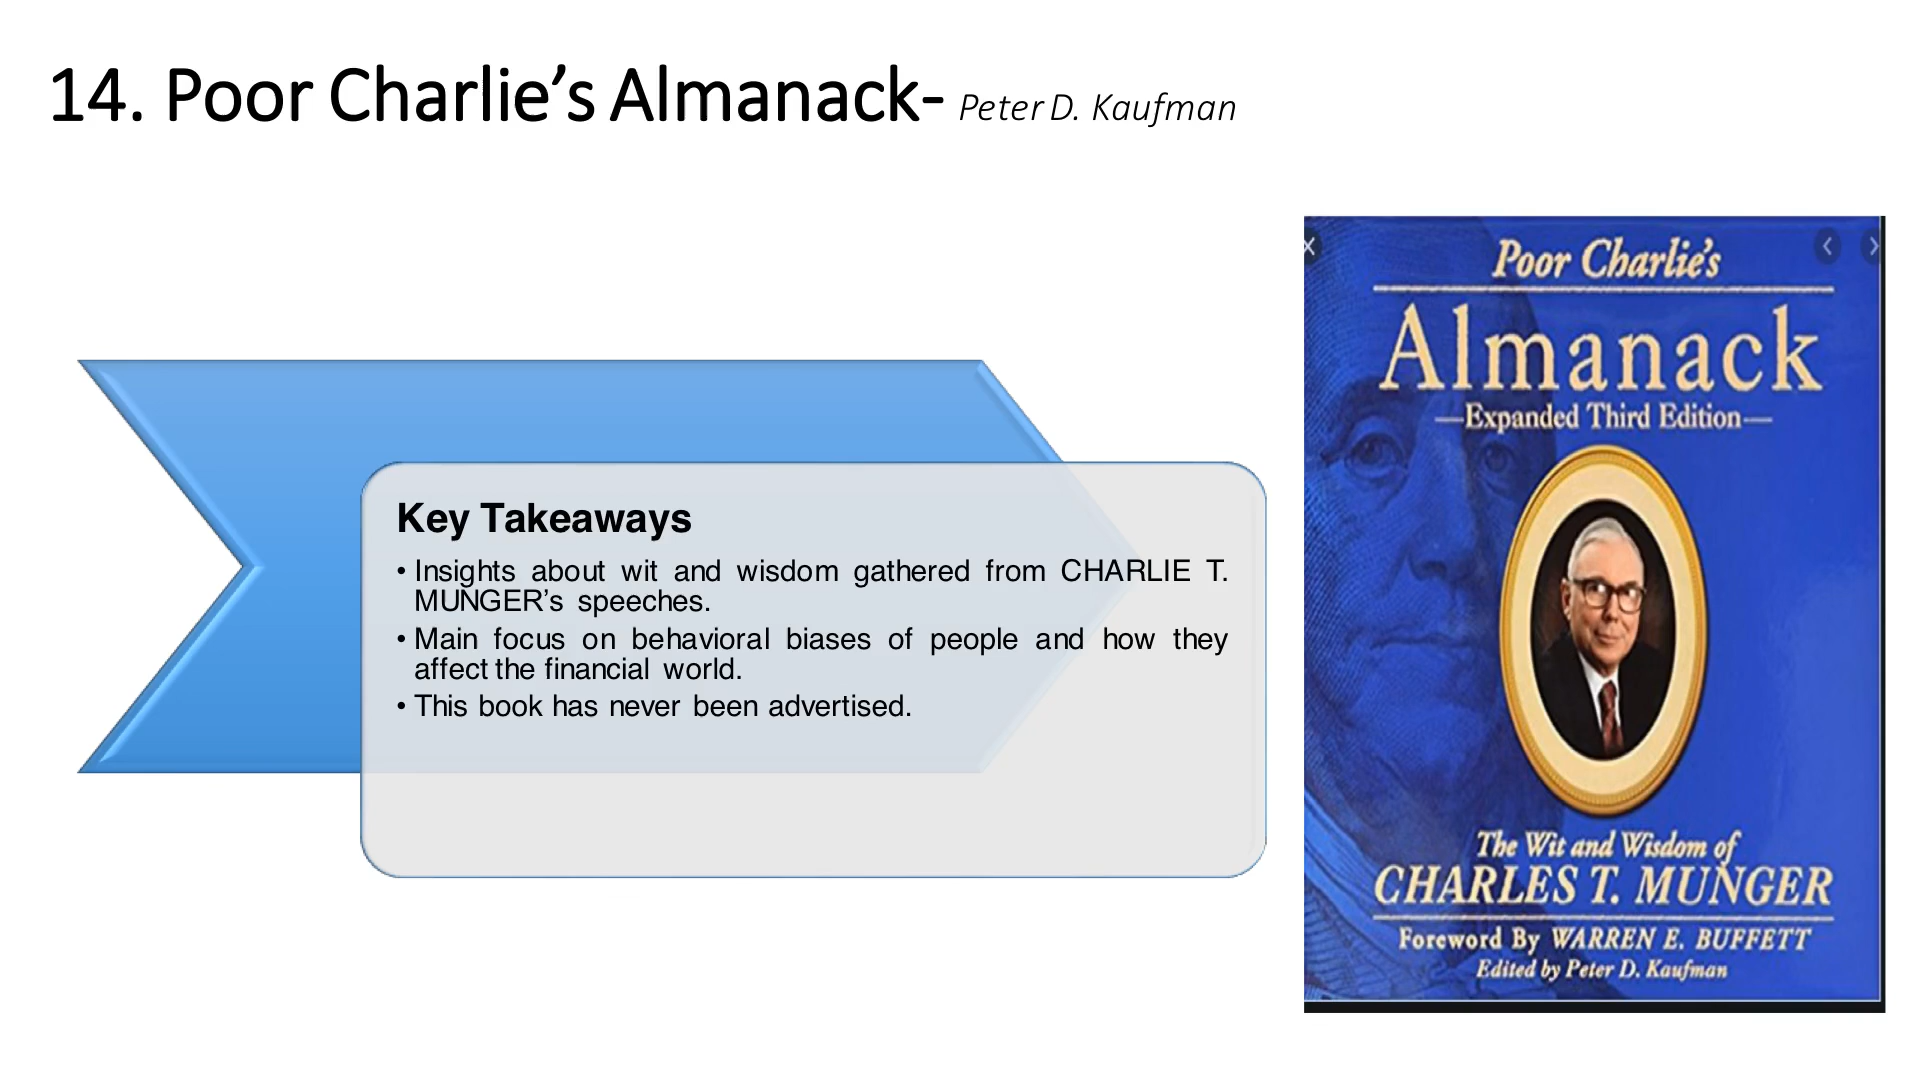 14. Poor Charlie’s Almanack- Peter D. Kaufman
Key Takeaways
• Insights about wit and wisdom gathered from CHARLIE T.
MUNGER’s speeches.
• Main focus on behavioral biases of people and how they
affect the financial world.
• This book has never been advertised.
Poor Charlie’s
Almanack
—Expanded Third Edition—
The Wit and Wisdom of
CHARLES T. MUNGER
Foreword By WARREN E. BUFFETT
Edited by Peter D. Kaufman